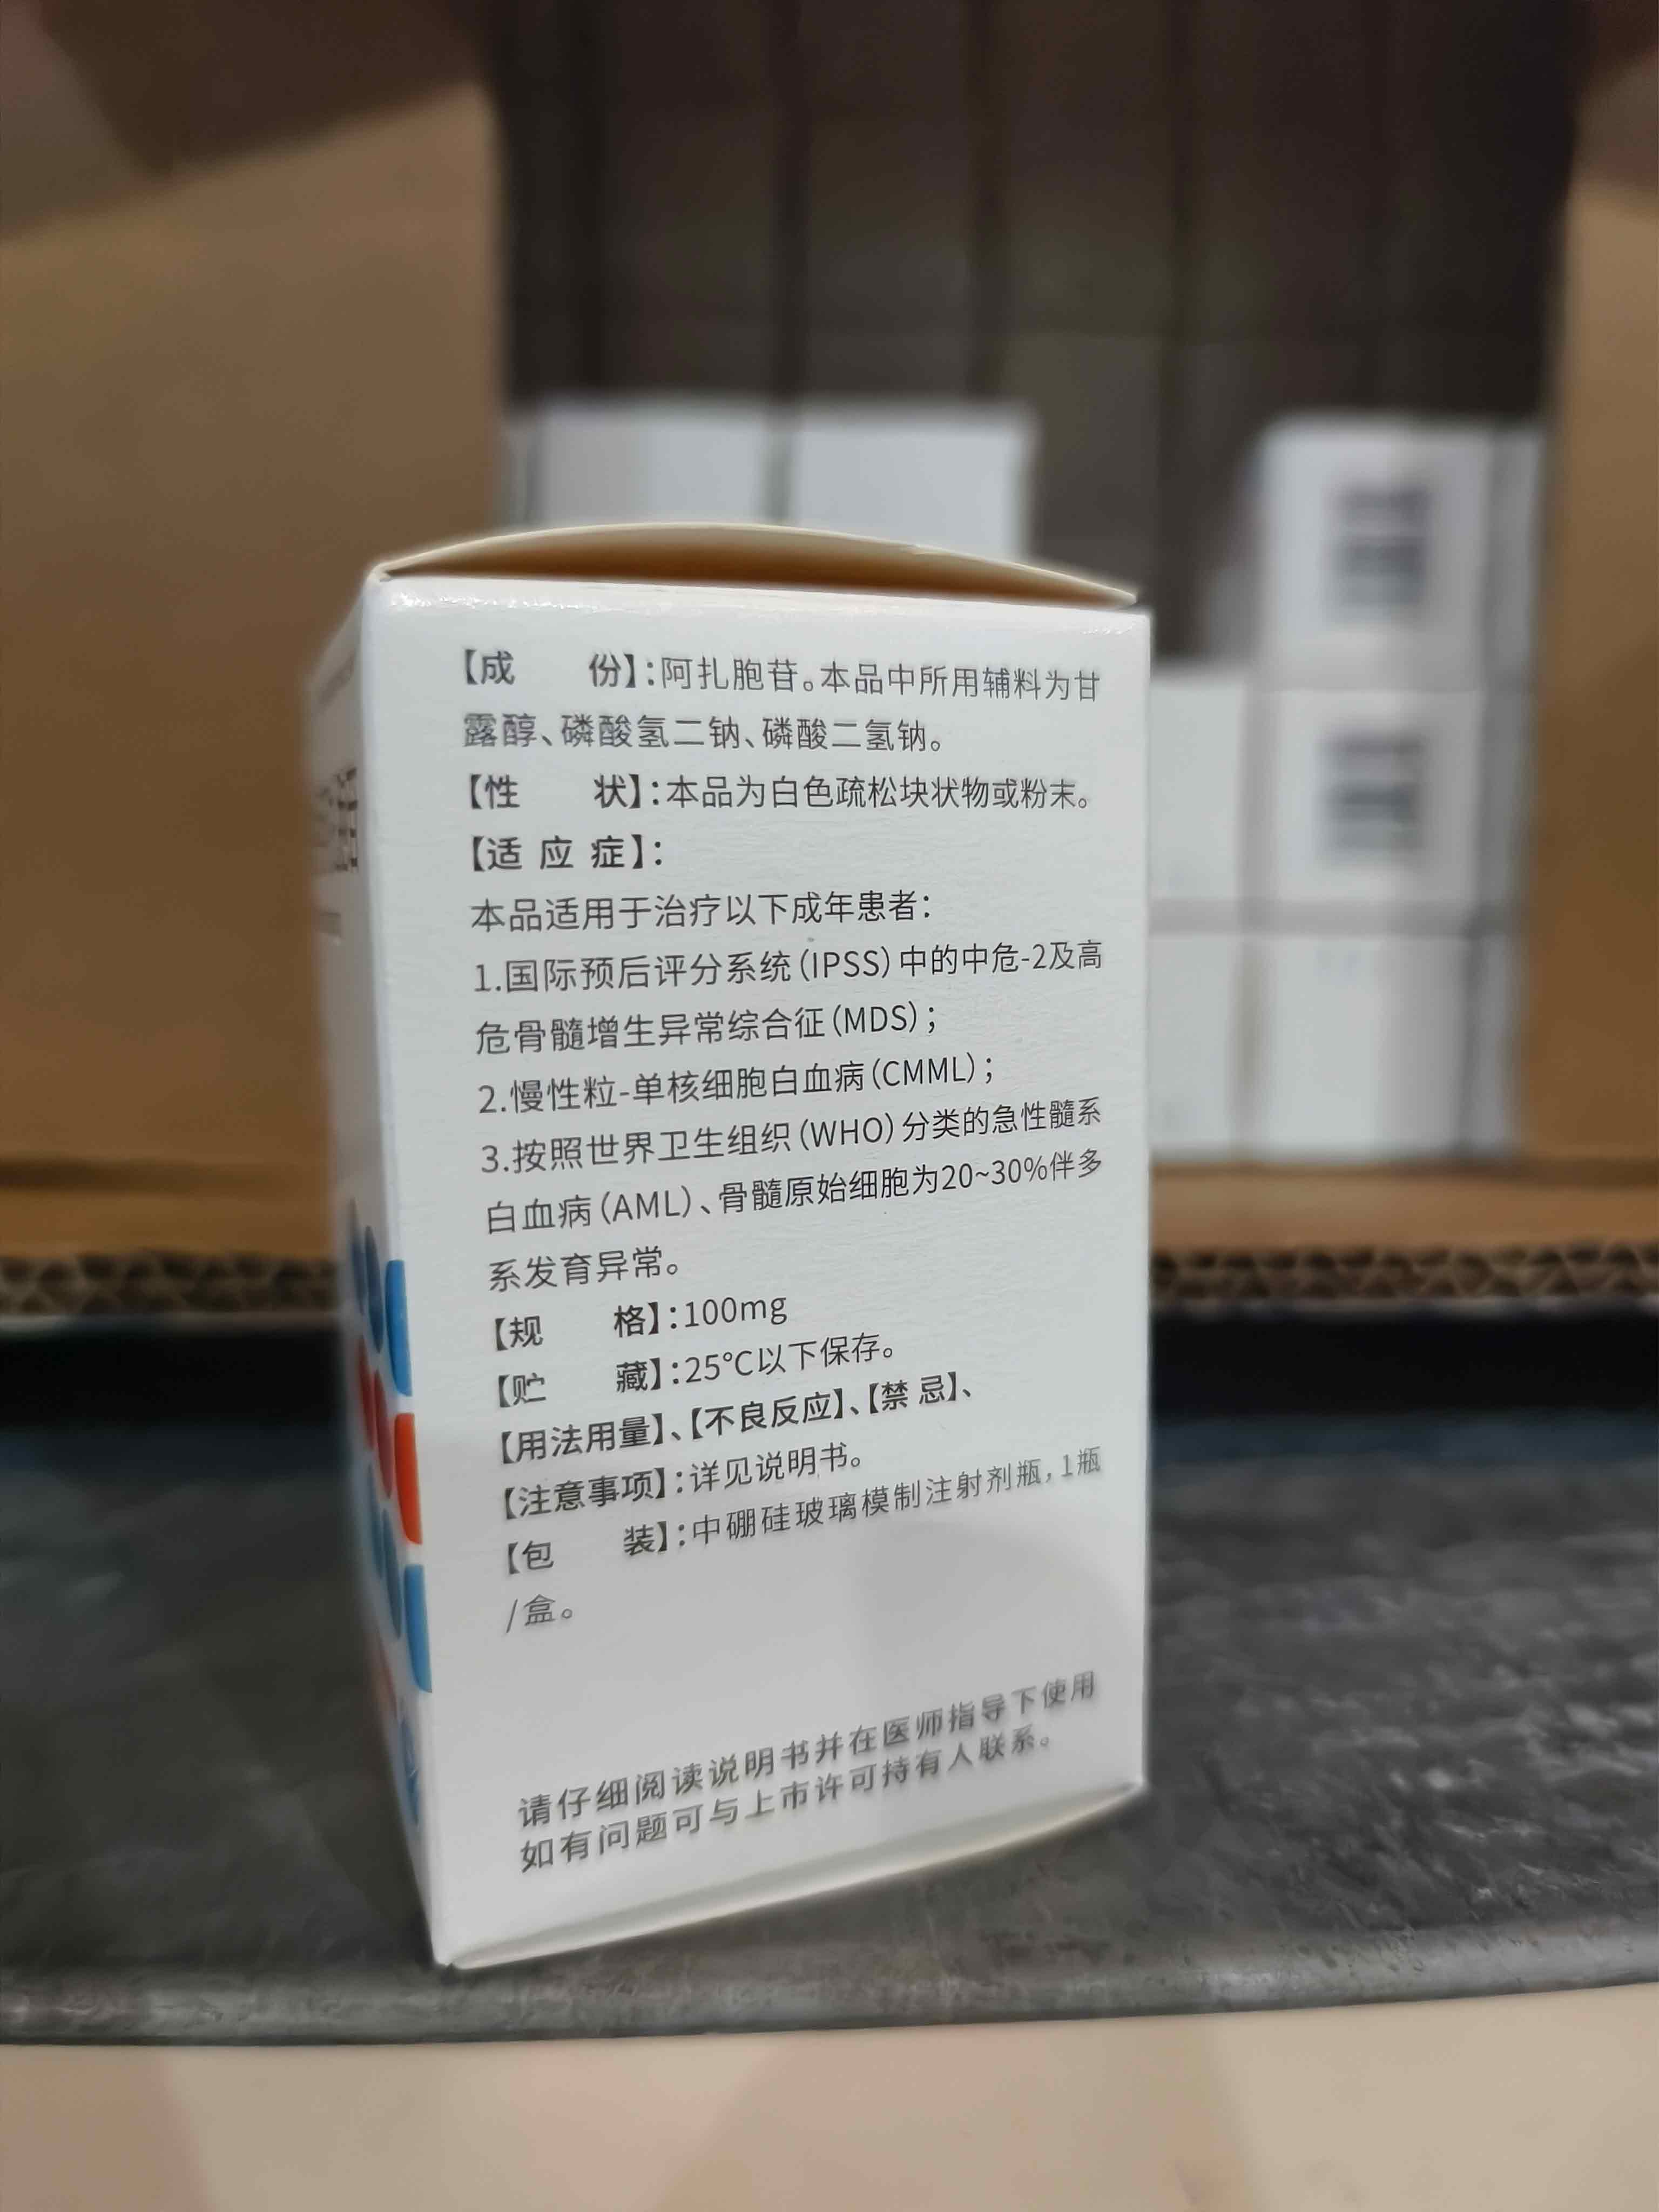 【成 份】：阿扎胞苷。本品中所用辅料为甘
露醇、磷酸氢二钠、磷酸二氢钠。
【性 状】：本品为白色疏松块状物或粉末。
【适 应 症】：
本品适用于治疗以下成年患者：
1.国际预后评分系统（IPSS）中的中危-2及高
危骨髓增生异常综合征（MDS）；
2.慢性粒-单核细胞白血病（CMML）；
3.按照世界卫生组织（WHO）分类的急性髓系
白血病（AML）、骨髓原始细胞为20~30%伴多
系发育异常。
【规 格】：100mg
【贮 藏】：25℃以下保存。
【用法用量】、【不良反应】、【禁 忌】、
【注意事项】：详见说明书。
【包 装】：中硼硅玻璃模制注射剂瓶，1瓶
/盒。
请仔细阅读说明书并在医师指导下使用
如有问题可与上市许可持有人联系。